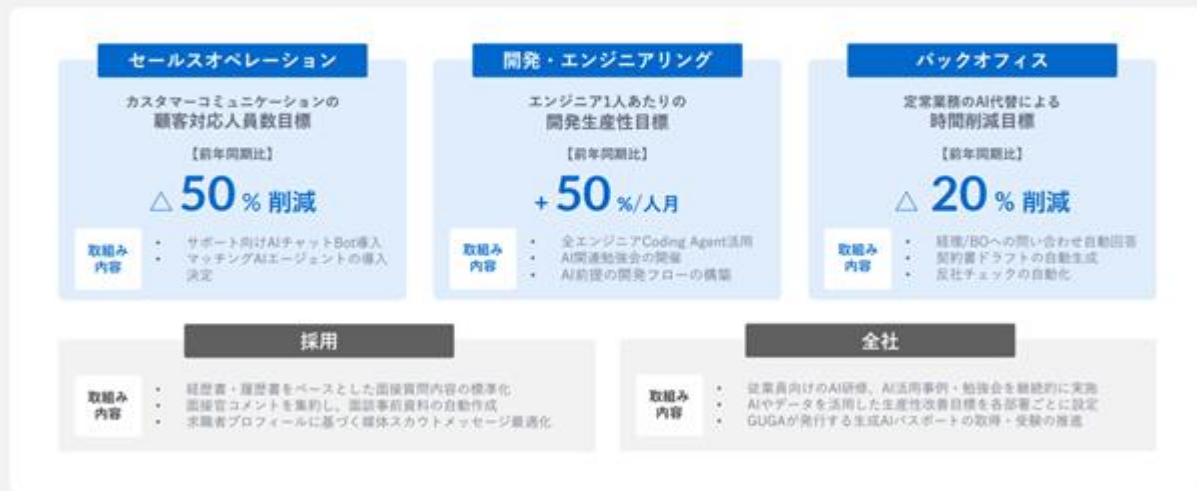 セールスオペレーション
カスタマーコミュニケーションの
顧客対応人員数目標
【前年同期比】
△ 50 % 削減
取組み
内容
• サポート向けAIチャットBot導入
• マッチングAIエージェントの導入
決定
開発・エンジニアリング
エンジニア1人あたりの
開発生産性目標
【前年同期比】
+ 50 %/人月
取組み
内容
• 全エンジニアCoding Agent活用
• AI関連勉強会の開催
• AI前提の開発フローの構築
バックオフィス
定常業務のAI代替による
時間削減目標
【前年同期比】
△ 20 % 削減
取組み
内容
• 経理/BOへの問い合わせ自動回答
• 契約書ドラフトの自動生成
• 反社チェックの自動化
採用
取組み
内容
• 経歴書・履歴書をベースとした面接質問内容の標準化
• 面接官コメントを集約し、面談事前資料の自動作成
• 求職者プロフィールに基づく媒体スカウトメッセージ最適化
全社
取組み
内容
• 従業員向けのAI研修、AI活用事例・勉強会を継続的に実施
• AIやデータを活用した生産性改善目標を各部署ごとに設定
• GUGAが発行する生成AIパスポートの取得・受験の推進